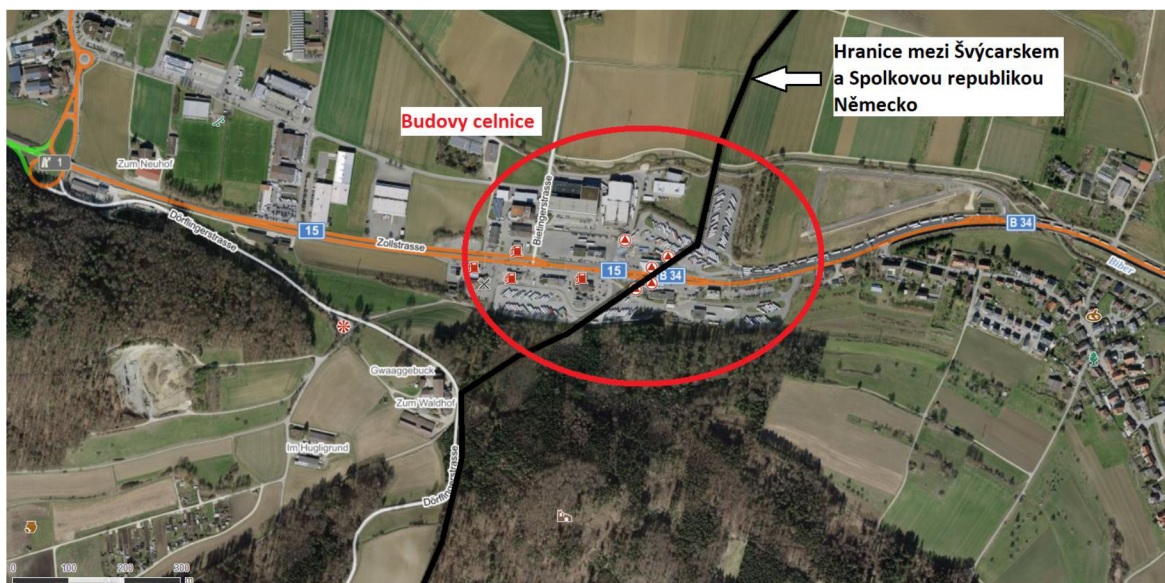 Hranice mezi Švýcarskem
a Spolkovou republikou
Německo
Budovy celnice
1
Zum Neuhof
Dörflingerstrasse
15
Zollstrasse
Bietingerstrasse
15
B 34
B 34
Biber
Gwaaggebuck
Zum Waldhof
Im Hugligrund
Dörflingerstrasse
0 100 200 300
m